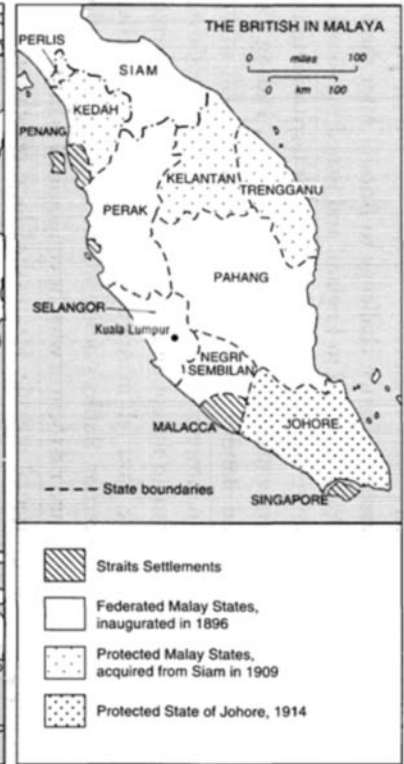 THE BRITISH IN MALAYA
PERLIS
SIAM
0 miles 100
0 km 100
KEDAH
PENANG
KELANTAN
TRENGGANU
PERAK
PAHANG
SELANGOR
Kuala Lumpur
NEGRI
SEMBILAN
MALACCA
JOHORE
State boundaries
SINGAPORE
Straits Settlements
Federated Malay States,
inaugurated in 1896
Protected Malay States,
acquired from Siam in 1909
Protected State of Johore, 1914